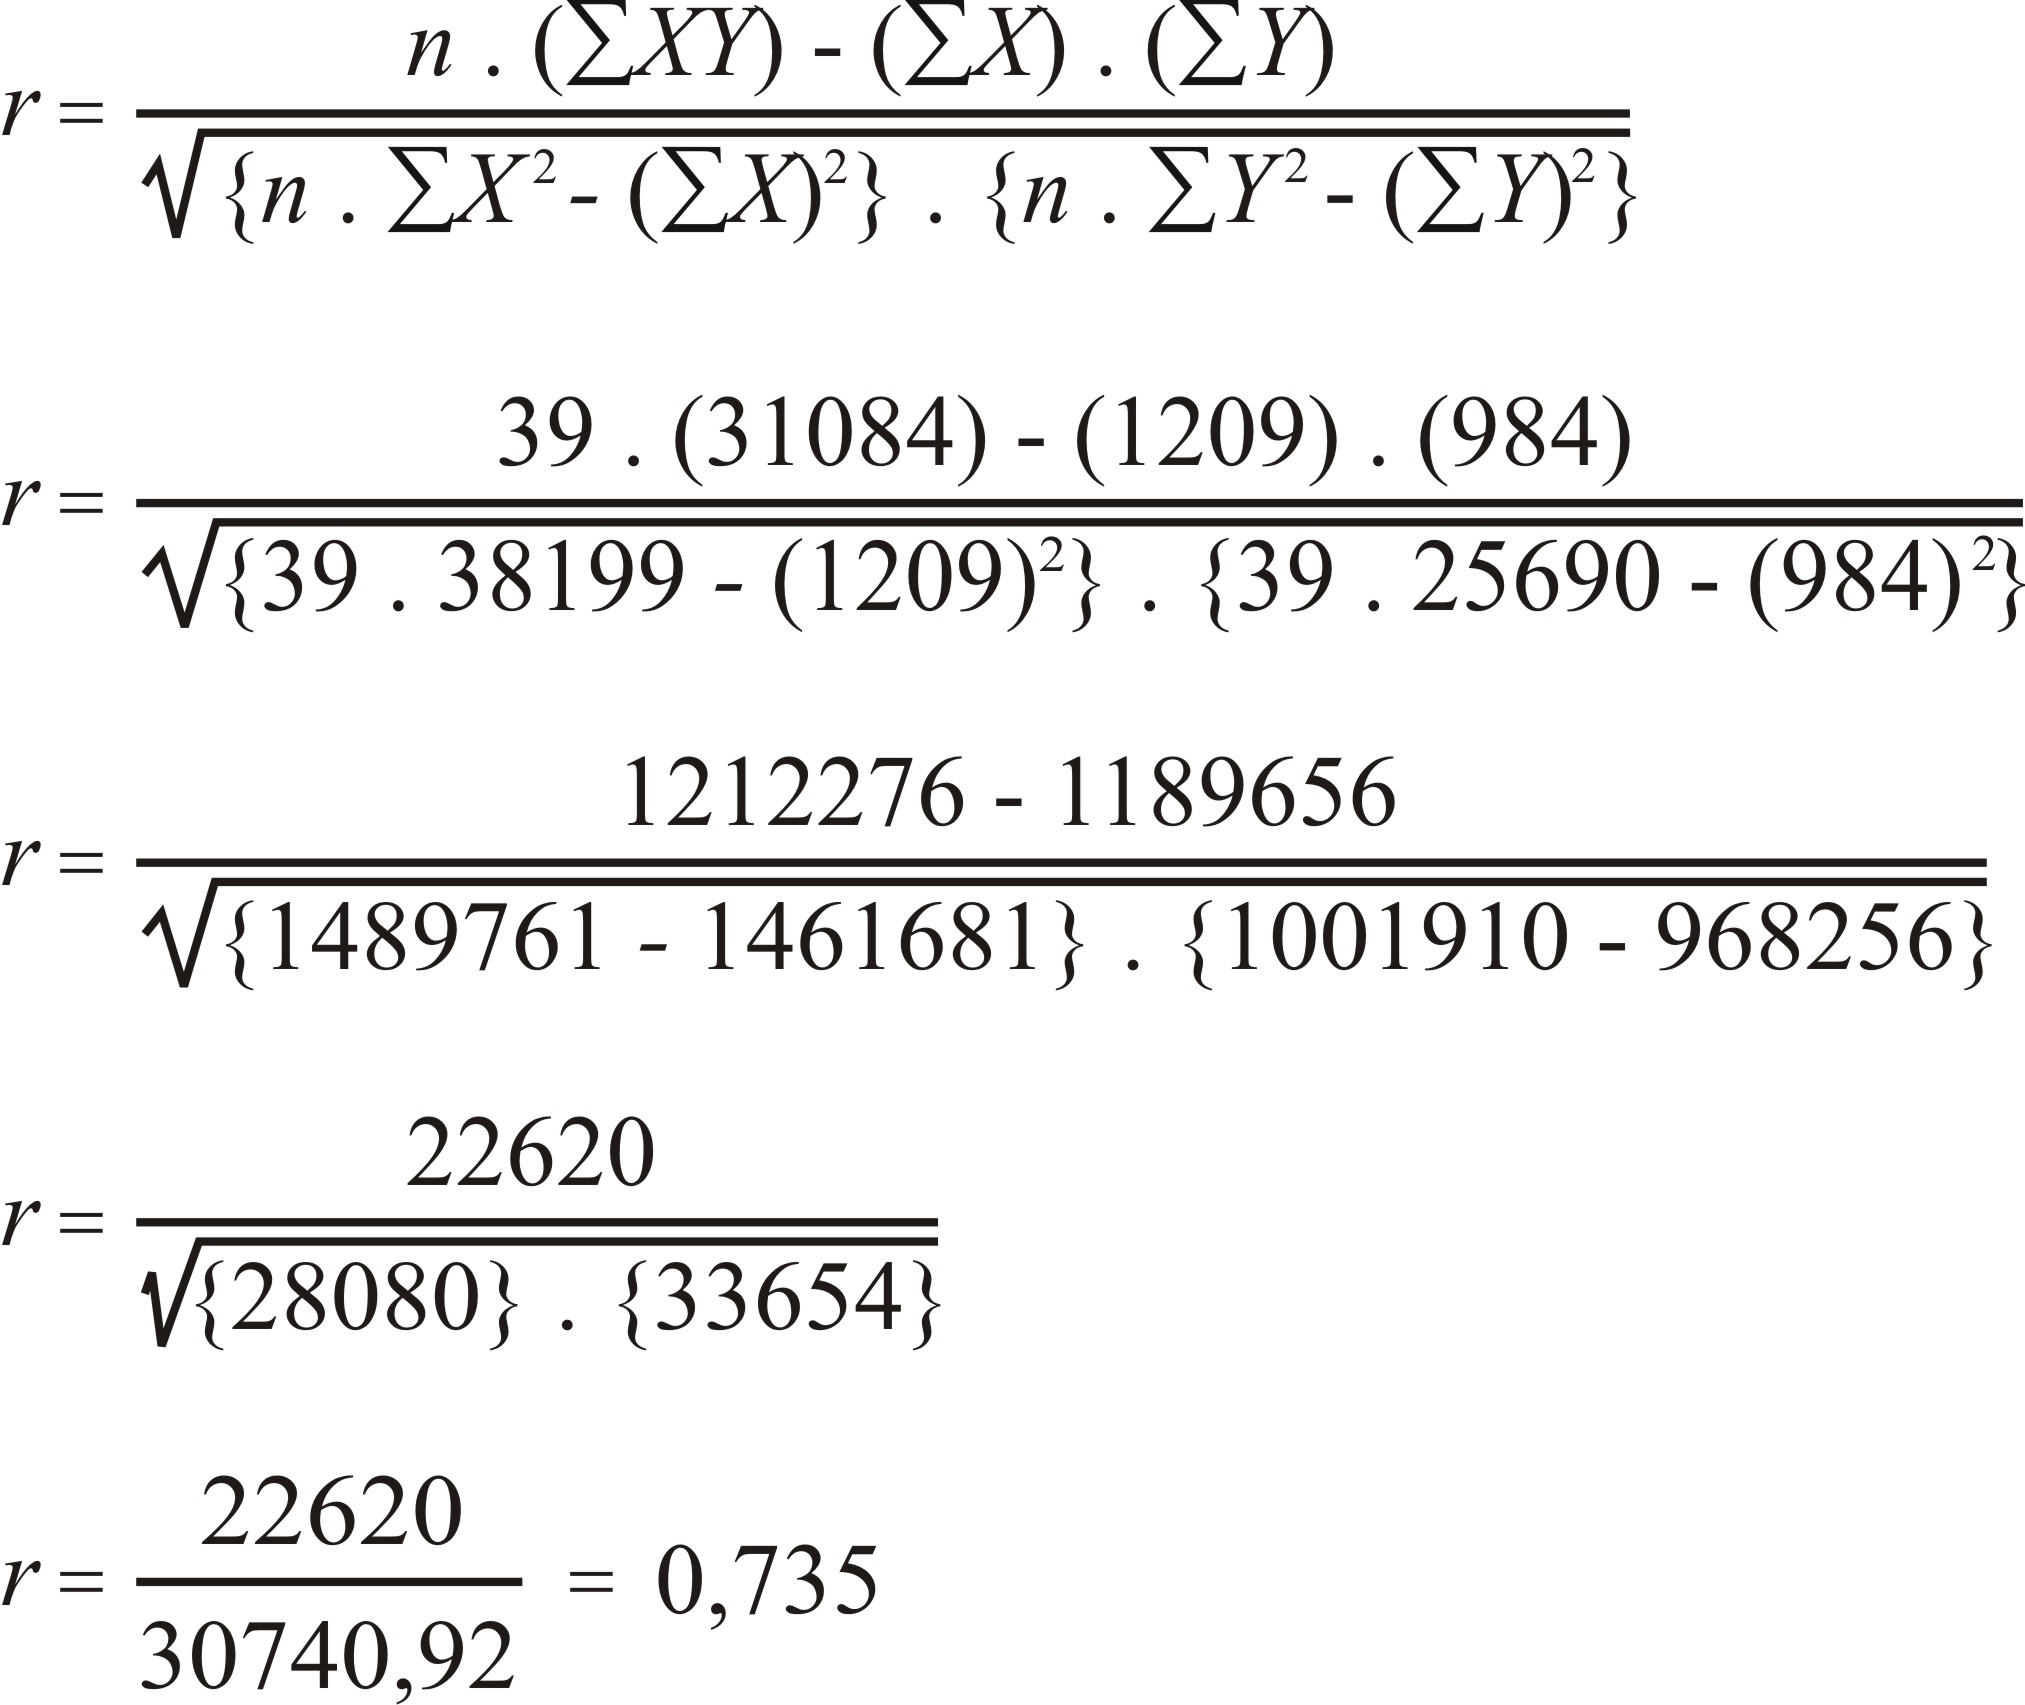 r = n . (∑XY) - (∑X) . (∑Y) / √{n . ∑X² - (∑X)²} . {n . ∑Y² - (∑Y)²}
r = 39 . (31084) - (1209) . (984) / √{39 . 38199 - (1209)²} . {39 . 25690 - (984)²}
r = 1212276 - 1189656 / √{1489761 - 1461681} . {1001910 - 968256}
r = 22620 / √{28080} . {33654}
r = 22620 / 30740,92 = 0,735